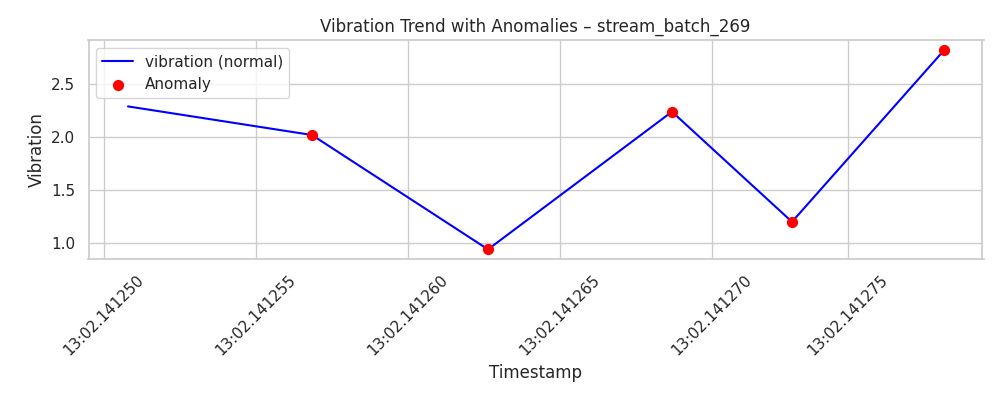 Vibration Trend with Anomalies – stream_batch_269
vibration (normal)
Anomaly
Vibration
2.5
2.0
1.5
1.0
13:02.141250
13:02.141255
13:02.141260
13:02.141265
13:02.141270
13:02.141275
Timestamp